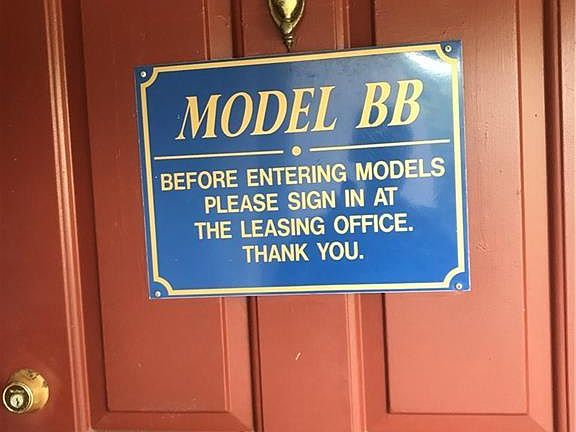 MODEL BB
BEFORE ENTERING MODELS
PLEASE SIGN IN AT
THE LEASING OFFICE.
THANK YOU.